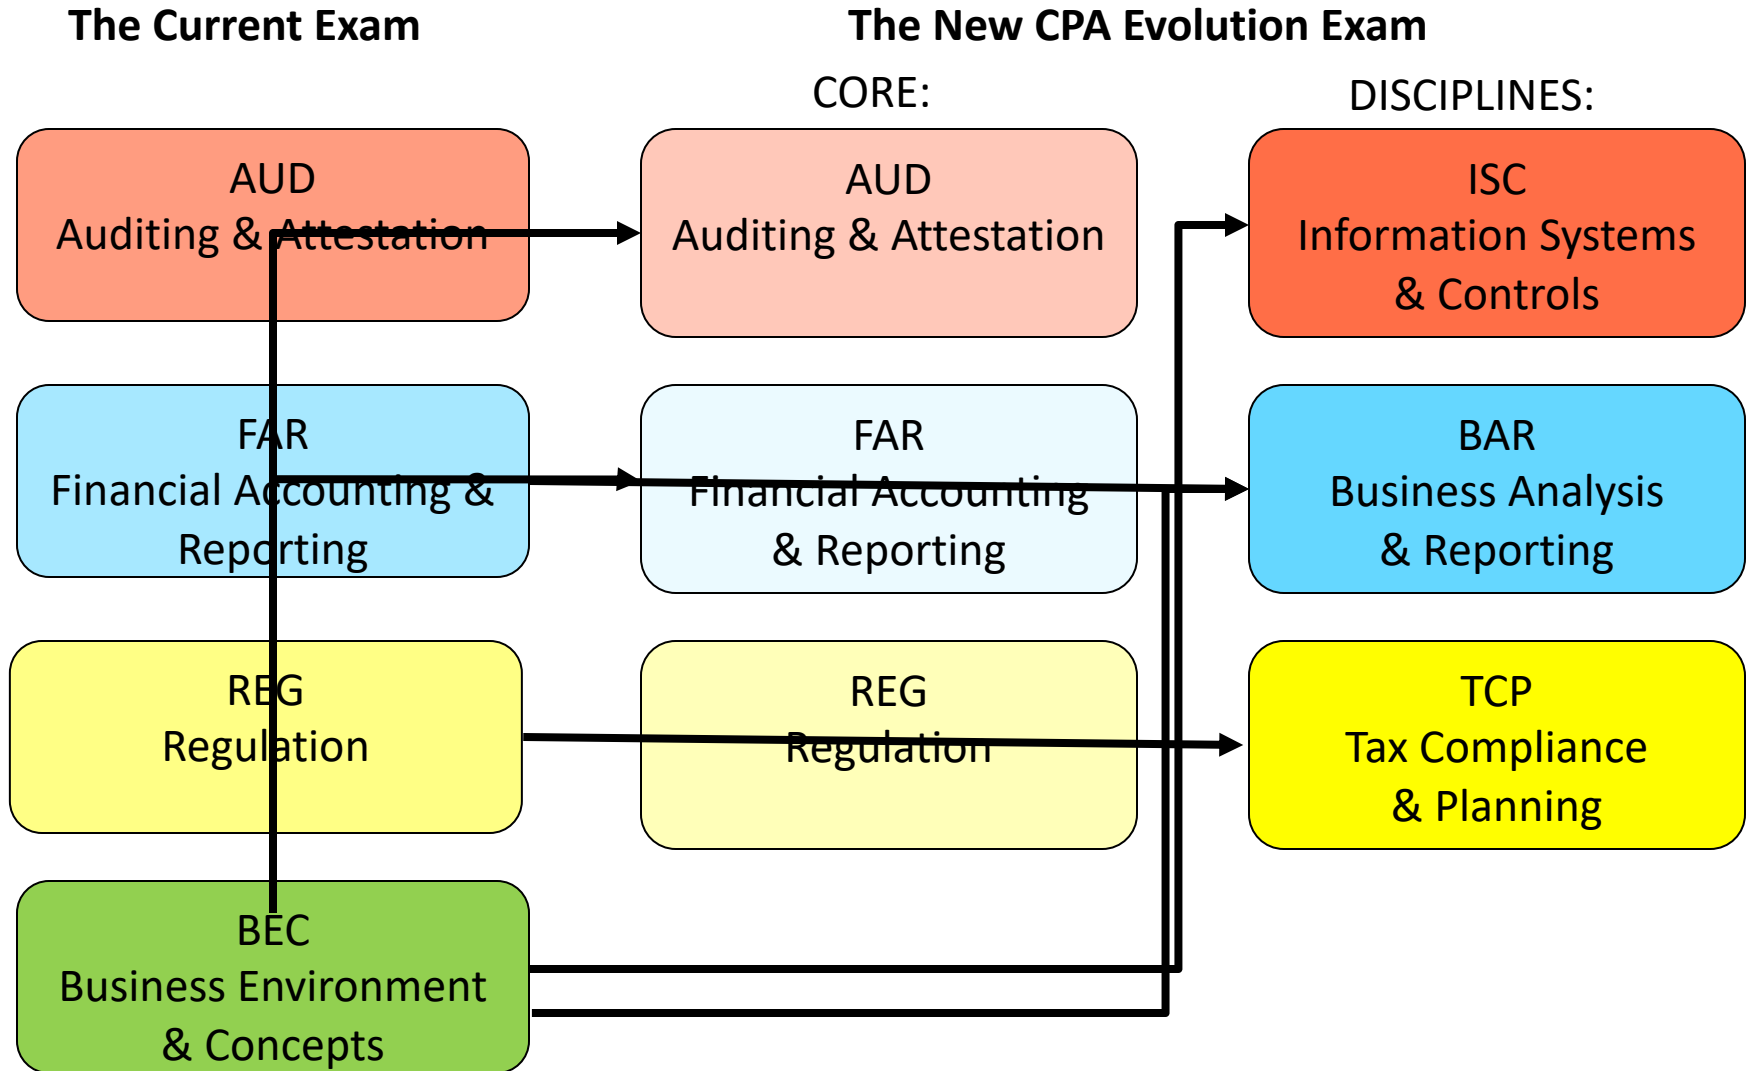 The Current Exam
The New CPA Evolution Exam
CORE:
DISCIPLINES:
AUD
Auditing & Attestation
AUD
Auditing & Attestation
ISC
Information Systems
& Controls
FAR
Financial Accounting &
Reporting
FAR
Financial Accounting
& Reporting
BAR
Business Analysis
& Reporting
REG
Regulation
REG
Regulation
TCP
Tax Compliance
& Planning
BEC
Business Environment
& Concepts